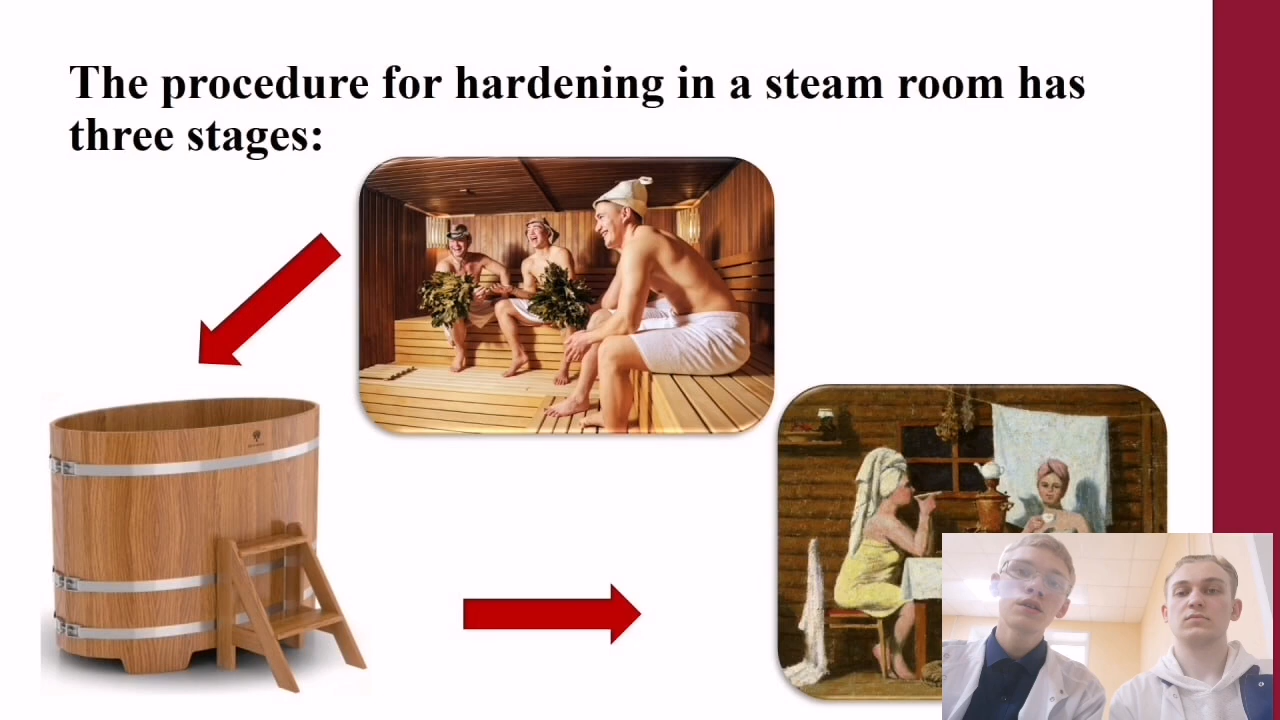 The procedure for hardening in a steam room has
three stages: